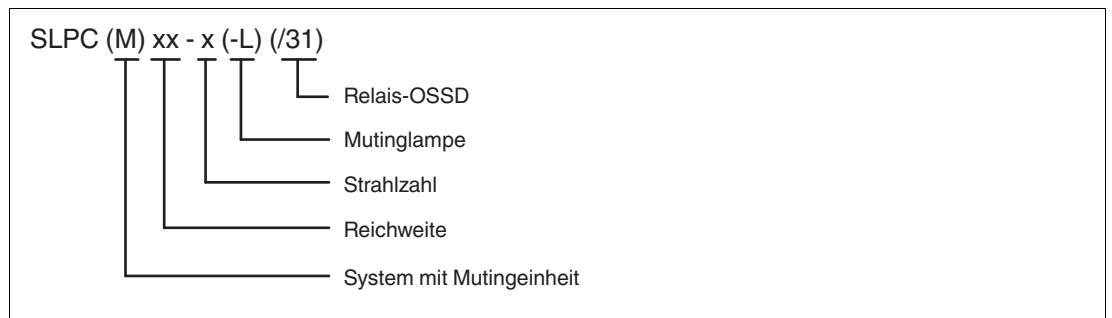 SLPC (M) xx - x (-L) (/31)
Relais-OSSD
Mutinglampe
Strahlzahl
Reichweite
System mit Mutingeinheit